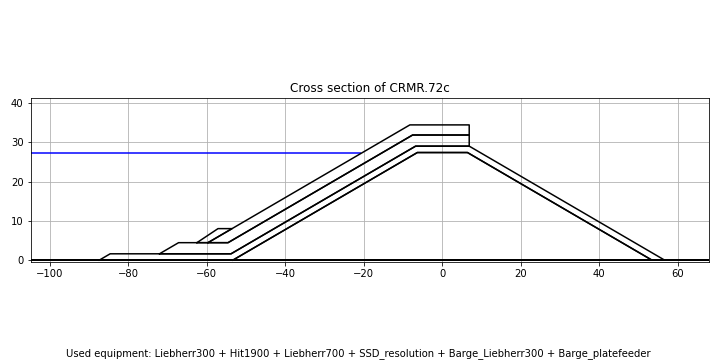 Cross section of CRMR.72c
40
30
20
10
0
−100 −80 −60 −40 −20 0 20 40 60
Used equipment: Liebherr300 + Hit1900 + Liebherr700 + SSD_resolution + Barge_Liebherr300 + Barge_platefeeder